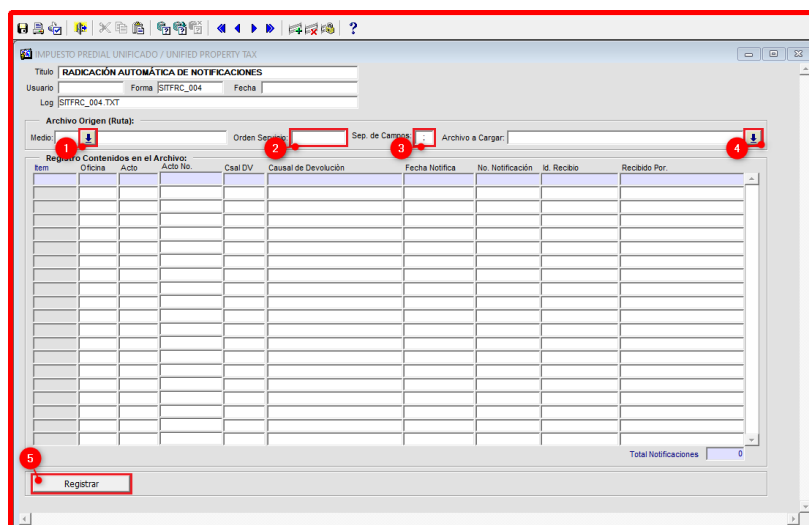 ?
IMPUESTO PREDIAL UNIFICADO / UNIFIED PROPERTY TAX
Titulo RADICACIÓN AUTOMÁTICA DE NOTIFICACIONES
Usuario Forma SITFRC_004 Fecha
Log SITFRC_004.TXT
Archivo Origen (Ruta):
Medio: Orden Servicio: Sep. de Campos: ; Archivo a Cargar:
1 2 3 4
Registro Contenidos en el Archivo:
Item Oficina Acto Acto No. Csal DV Causal de Devolución Fecha Notifica No. Notificación Id. Recibio Recibido Por.
Total Notificaciones 0
5
Registrar